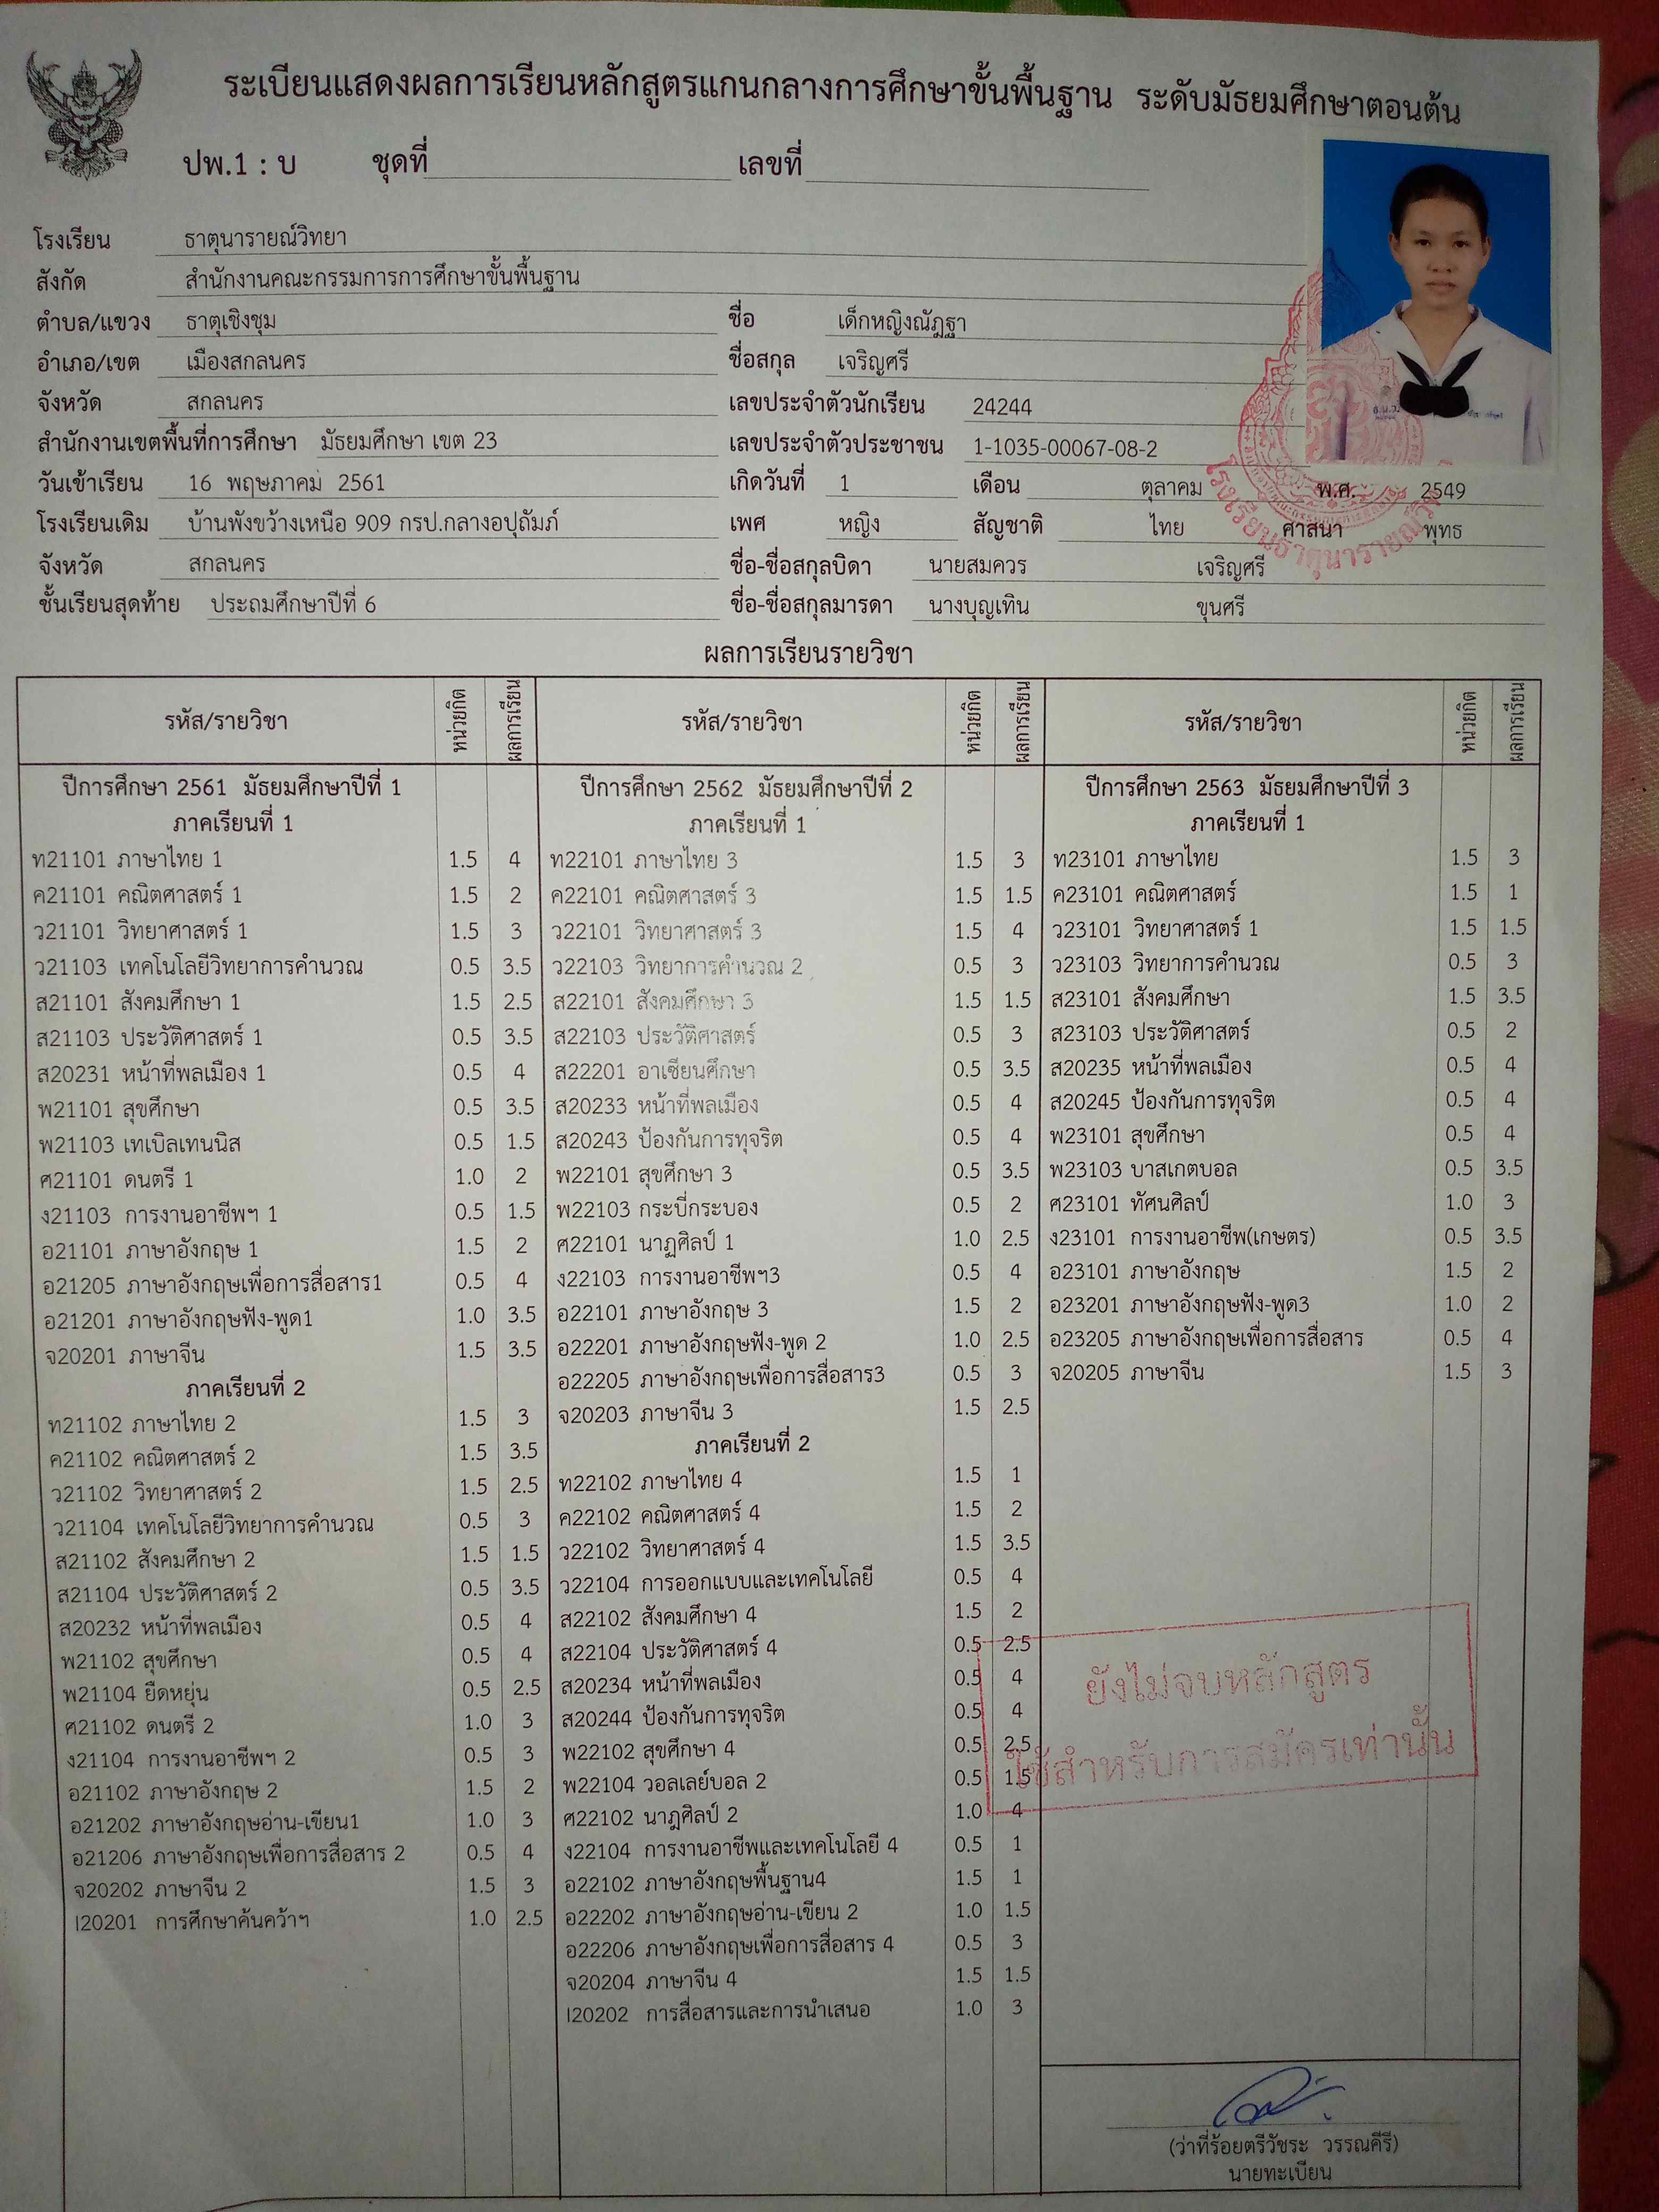 ระเบียนแสดงผลการเรียนหลักสูตรแกนกลางการศึกษาขั้นพื้นฐาน ระดับมัธยมศึกษาตอนต้น
ปพ.1 : บ ชุดที่ เลขที่
โรงเรียน ธาตุนารายณ์วิทยา
สังกัด สำนักงานคณะกรรมการการศึกษาขั้นพื้นฐาน
ตำบล/แขวง ธาตุเชิงชุม
อำเภอ/เขต เมืองสกลนคร
จังหวัด สกลนคร
สำนักงานเขตพื้นที่การศึกษา มัธยมศึกษา เขต 23
วันเข้าเรียน 16 พฤษภาคม 2561
โรงเรียนเดิม บ้านพังขว้างเหนือ 909 กรป.กลางอุปถัมภ์
จังหวัด สกลนคร
ชั้นเรียนสุดท้าย ประถมศึกษาปีที่ 6
ชื่อ เด็กหญิงณัฎฐา
ชื่อสกุล เจริญศรี
เลขประจำตัวนักเรียน 24244
เลขประจำตัวประชาชน 1-1035-00067-08-2
เกิดวันที่ 1 เดือน ตุลาคม พ.ศ. 2549
เพศ หญิง สัญชาติ ไทย ศาสนา พุทธ
ชื่อ-ชื่อสกุลบิดา นายสมควร เจริญศรี
ชื่อ-ชื่อสกุลมารดา นางบุญเทิน ขุนศรี
โรงเรียนธาตุนารายณ์วิทยา
ผลการเรียนรายวิชา
รหัส/รายวิชา หน่วยกิต ผลการเรียน
ปีการศึกษา 2561 มัธยมศึกษาปีที่ 1
ภาคเรียนที่ 1
ท21101 ภาษาไทย 1 1.5 4
ค21101 คณิตศาสตร์ 1 1.5 2
ว21101 วิทยาศาสตร์ 1 1.5 3
ว21103 เทคโนโลยีวิทยาการคำนวณ 0.5 3.5
ส21101 สังคมศึกษา 1 1.5 2.5
ส21103 ประวัติศาสตร์ 1 0.5 3.5
ส20231 หน้าที่พลเมือง 1 0.5 4
พ21101 สุขศึกษา 0.5 3.5
พ21103 เทเบิลเทนนิส 0.5 1.5
ศ21101 ดนตรี 1 1.0 2
ง21103 การงานอาชีพฯ 1 0.5 1.5
อ21101 ภาษาอังกฤษ 1 1.5 2
อ21205 ภาษาอังกฤษเพื่อการสื่อสาร1 0.5 4
อ21201 ภาษาอังกฤษฟัง-พูด1 1.0 3.5
จ20201 ภาษาจีน 1.5 3.5
ภาคเรียนที่ 2
ท21102 ภาษาไทย 2 1.5 3
ค21102 คณิตศาสตร์ 2 1.5 3.5
ว21102 วิทยาศาสตร์ 2 1.5 2.5
ว21104 เทคโนโลยีวิทยาการคำนวณ 0.5 3
ส21102 สังคมศึกษา 2 1.5 1.5
ส21104 ประวัติศาสตร์ 2 0.5 3.5
ส20232 หน้าที่พลเมือง 0.5 4
พ21102 สุขศึกษา 0.5 4
พ21104 ยืดหยุ่น 0.5 2.5
ศ21102 ดนตรี 2 1.0 3
ง21104 การงานอาชีพฯ 2 0.5 3
อ21102 ภาษาอังกฤษ 2 1.5 2
อ21202 ภาษาอังกฤษอ่าน-เขียน1 1.0 3
อ21206 ภาษาอังกฤษเพื่อการสื่อสาร 2 0.5 4
จ20202 ภาษาจีน 2 1.5 3
I20201 การศึกษาค้นคว้าฯ 1.0 2.5
รหัส/รายวิชา หน่วยกิต ผลการเรียน
ปีการศึกษา 2562 มัธยมศึกษาปีที่ 2
ภาคเรียนที่ 1
ท22101 ภาษาไทย 3 1.5 3
ค22101 คณิตศาสตร์ 3 1.5 1.5
ว22101 วิทยาศาสตร์ 3 1.5 4
ว22103 วิทยาการคำนวณ 2 0.5 3
ส22101 สังคมศึกษา 3 1.5 1.5
ส22103 ประวัติศาสตร์ 0.5 3
ส22201 อาเซียนศึกษา 0.5 3.5
ส20233 หน้าที่พลเมือง 0.5 4
ส20243 ป้องกันการทุจริต 0.5 4
พ22101 สุขศึกษา 3 0.5 3.5
พ22103 กระบี่กระบอง 0.5 2
ศ22101 นาฏศิลป์ 1 1.0 2.5
ง22103 การงานอาชีพฯ3 0.5 4
อ22101 ภาษาอังกฤษ 3 1.5 2
อ22201 ภาษาอังกฤษฟัง-พูด 2 1.0 2.5
อ22205 ภาษาอังกฤษเพื่อการสื่อสาร3 0.5 3
จ20203 ภาษาจีน 3 1.5 2.5
ภาคเรียนที่ 2
ท22102 ภาษาไทย 4 1.5 1
ค22102 คณิตศาสตร์ 4 1.5 2
ว22102 วิทยาศาสตร์ 4 1.5 3.5
ว22104 การออกแบบและเทคโนโลยี 0.5 4
ส22102 สังคมศึกษา 4 1.5 2
ส22104 ประวัติศาสตร์ 4 0.5 2.5
ส20234 หน้าที่พลเมือง 0.5 4
ส20244 ป้องกันการทุจริต 0.5 4
พ22102 สุขศึกษา 4 0.5 2.5
พ22104 วอลเลย์บอล 2 0.5 1.5
ศ22102 นาฏศิลป์ 2 1.0 4
ง22104 การงานอาชีพและเทคโนโลยี 4 0.5 1
อ22102 ภาษาอังกฤษพื้นฐาน4 1.5 1
อ22202 ภาษาอังกฤษอ่าน-เขียน 2 1.0 1.5
อ22206 ภาษาอังกฤษเพื่อการสื่อสาร 4 0.5 3
จ20204 ภาษาจีน 4 1.5 1.5
I20202 การสื่อสารและการนำเสนอ 1.0 3
รหัส/รายวิชา หน่วยกิต ผลการเรียน
ปีการศึกษา 2563 มัธยมศึกษาปีที่ 3
ภาคเรียนที่ 1
ท23101 ภาษาไทย 1.5 3
ค23101 คณิตศาสตร์ 1.5 1
ว23101 วิทยาศาสตร์ 1 1.5 1.5
ว23103 วิทยาการคำนวณ 0.5 3
ส23101 สังคมศึกษา 1.5 3.5
ส23103 ประวัติศาสตร์ 0.5 2
ส20235 หน้าที่พลเมือง 0.5 4
ส20245 ป้องกันการทุจริต 0.5 4
พ23101 สุขศึกษา 0.5 4
พ23103 บาสเกตบอล 0.5 3.5
ศ23101 ทัศนศิลป์ 1.0 3
ง23101 การงานอาชีพ(เกษตร) 0.5 3.5
อ23101 ภาษาอังกฤษ 1.5 2
อ23201 ภาษาอังกฤษฟัง-พูด3 1.0 2
อ23205 ภาษาอังกฤษเพื่อการสื่อสาร 0.5 4
จ20205 ภาษาจีน 1.5 3
ยังไม่จบหลักสูตร
ใช้สำหรับการสมัครเท่านั้น
(ว่าที่ร้อยตรีวัชระ วรรณคีรี)
นายทะเบียน